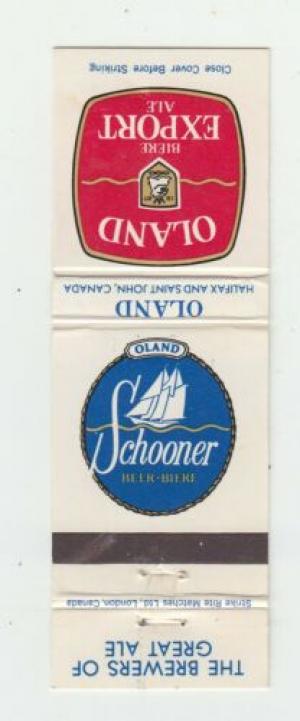 Close Cover Before Striking
OLAND
BIÈRE
EXPORT
ALE
OLAND
HALIFAX AND SAINT JOHN, CANADA
OLAND
Schooner
BEER-BIERE
Strike Rite Matches Ltd., London, Canada
THE BREWERS OF
GREAT ALE